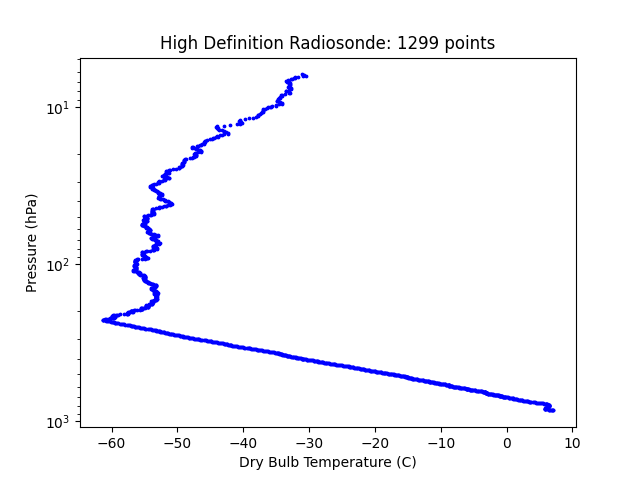 High Definition Radiosonde: 1299 points
10¹
10²
10³
Pressure (hPa)
−60 −50 −40 −30 −20 −10 0 10
Dry Bulb Temperature (C)